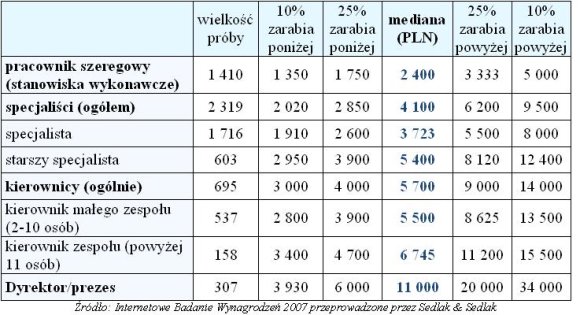 wielkość próby | 10% zarabia poniżej | 25% zarabia poniżej | mediana (PLN) | 25% zarabia powyżej | 10% zarabia powyżej
pracownik szeregowy (stanowiska wykonawcze) | 1 410 | 1 350 | 1 750 | 2 400 | 3 333 | 5 000
specjaliści (ogółem) | 2 319 | 2 020 | 2 850 | 4 100 | 6 200 | 9 500
specjalista | 1 716 | 1 910 | 2 600 | 3 723 | 5 500 | 8 000
starszy specjalista | 603 | 2 950 | 3 900 | 5 400 | 8 120 | 12 400
kierownicy (ogólnie) | 695 | 3 000 | 4 000 | 5 700 | 9 000 | 14 000
kierownik małego zespołu (2-10 osób) | 537 | 2 800 | 3 900 | 5 500 | 8 625 | 13 500
kierownik zespołu (powyżej 11 osób) | 158 | 3 400 | 4 700 | 6 745 | 11 200 | 15 500
Dyrektor/prezes | 307 | 3 930 | 6 000 | 11 000 | 20 000 | 34 000
Źródło: Internetowe Badanie Wynagrodzeń 2007 przeprowadzone przez Sedlak & Sedlak